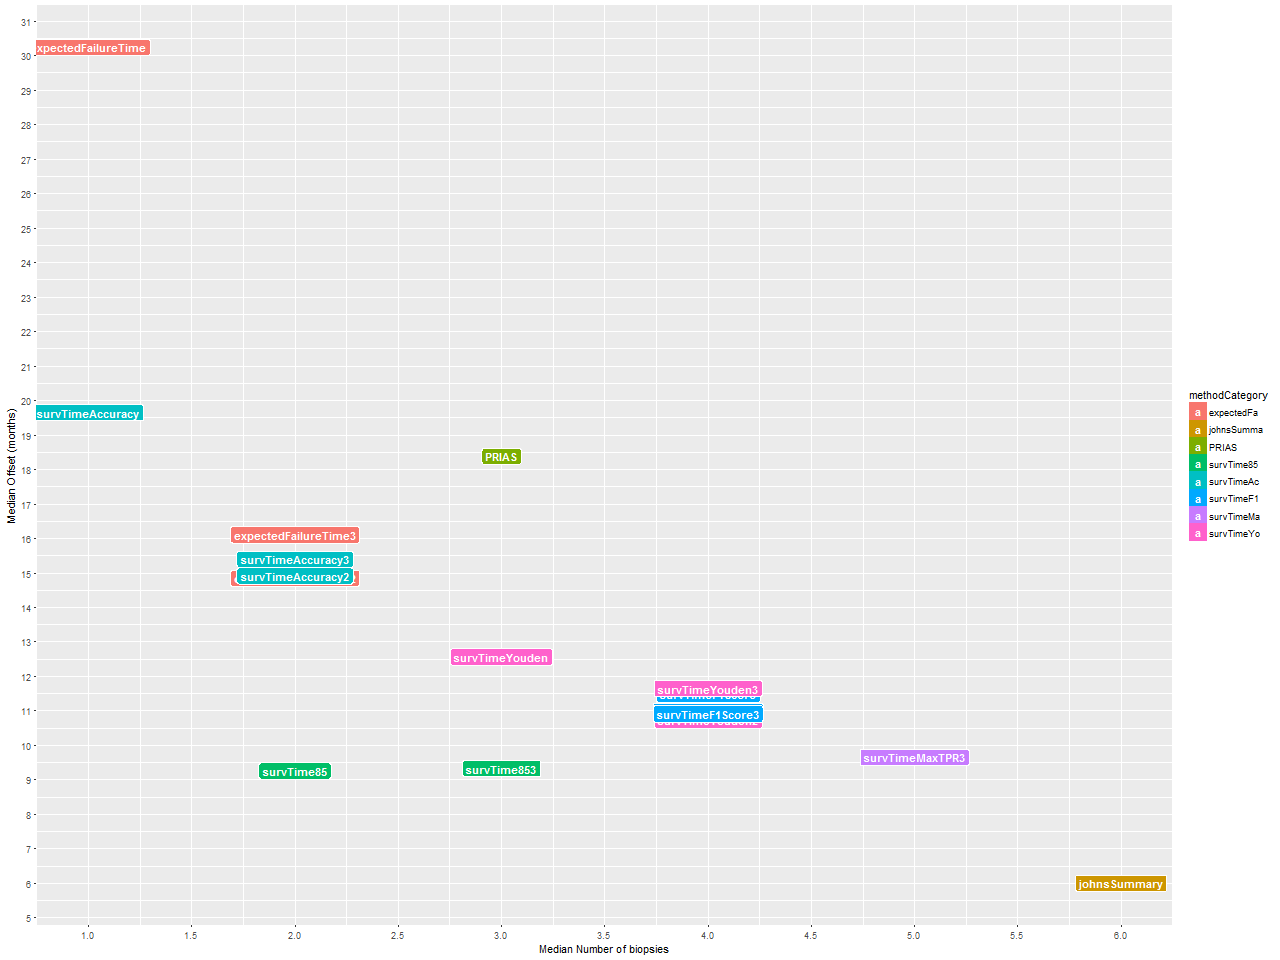 31
30
29
28
27
26
25
24
23
22
21
20
19
18
17
16
15
14
13
12
11
10
9
8
7
6
5
Median Offset (months)
xpectedFailureTime
survTimeAccuracy
PRIAS
expectedFailureTime3
survTimeAccuracy3
survTimeAccuracy2
survTimeYouden
survTimeYouden3
survTimeF1Score3
survTimeMaxTPR3
survTime85
survTime853
johnsSummary
1.0
1.5
2.0
2.5
3.0
3.5
4.0
4.5
5.0
5.5
6.0
Median Number of biopsies
methodCategory
a expectedFa
a johnsSumma
a PRIAS
a survTime85
a survTimeAc
a survTimeF1
a survTimeMa
a survTimeYo